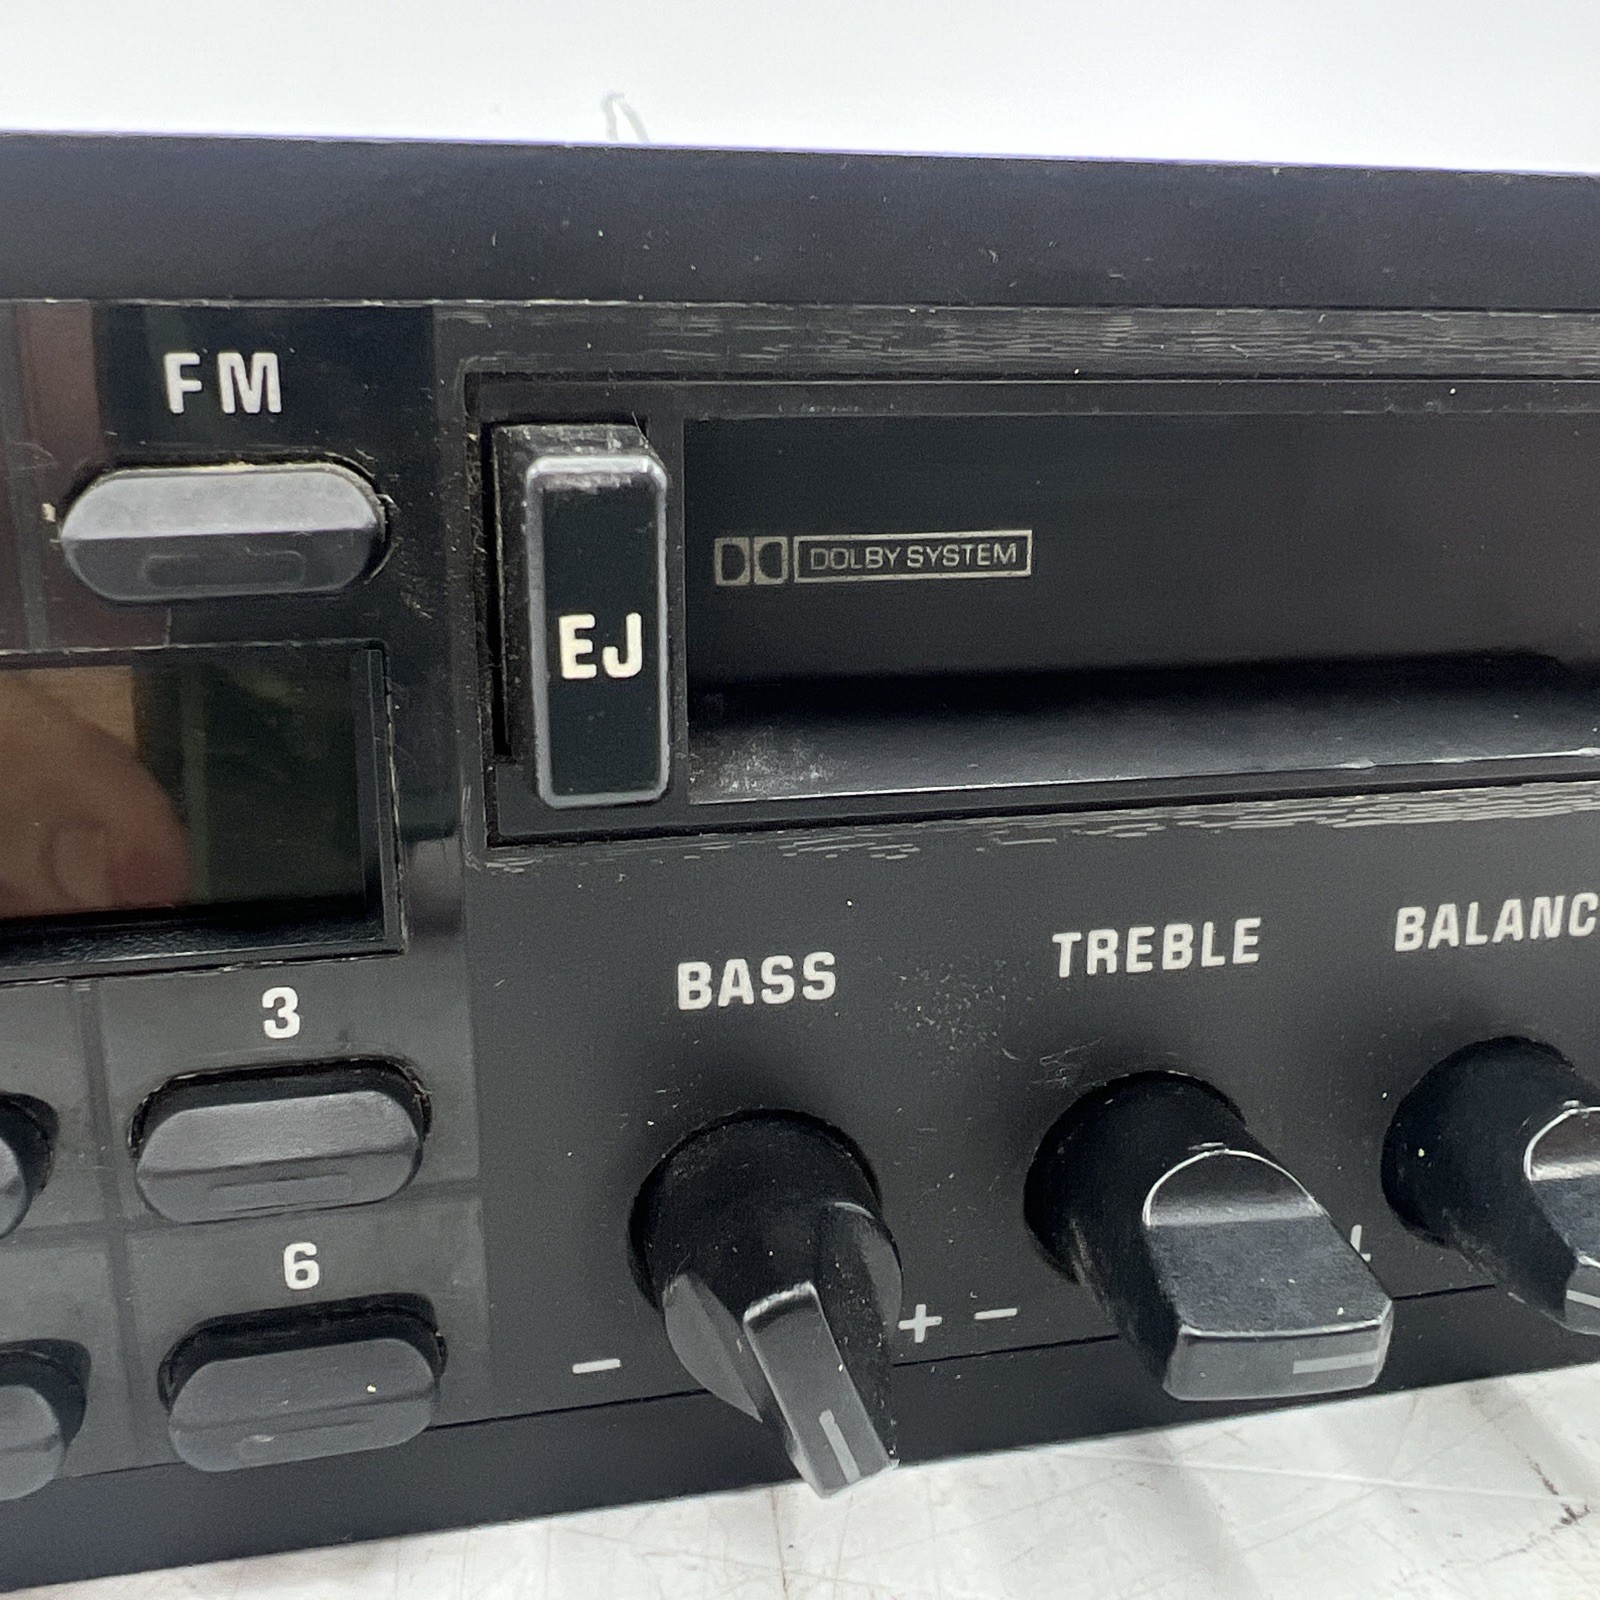 FM
DOLBY SYSTEM
EJ
BASS
TREBLE
BALANC
3
6
- + - +